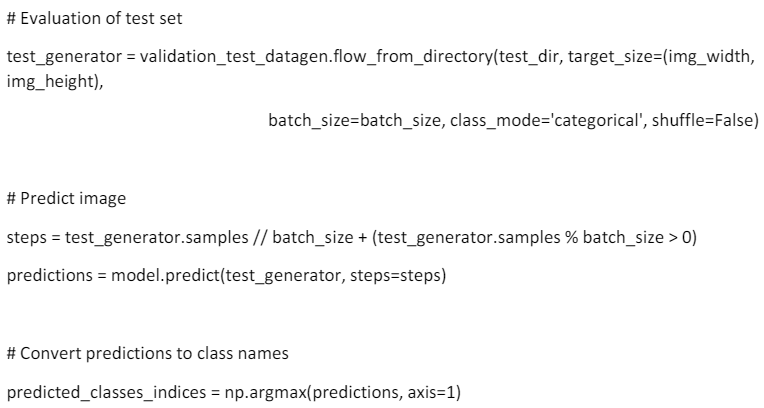 # Evaluation of test set
test_generator = validation_test_datagen.flow_from_directory(test_dir, target_size=(img_width,
img_height),
batch_size=batch_size, class_mode='categorical', shuffle=False)
# Predict image
steps = test_generator.samples // batch_size + (test_generator.samples % batch_size > 0)
predictions = model.predict(test_generator, steps=steps)
# Convert predictions to class names
predicted_classes_indices = np.argmax(predictions, axis=1)